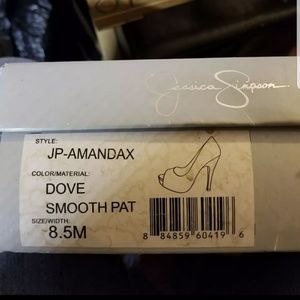 Jessica Simpson
STYLE:
JP-AMANDAX
COLOR/MATERIAL:
DOVE
SMOOTH PAT
SIZE/WIDTH:
8.5M
8 84859 60419 6